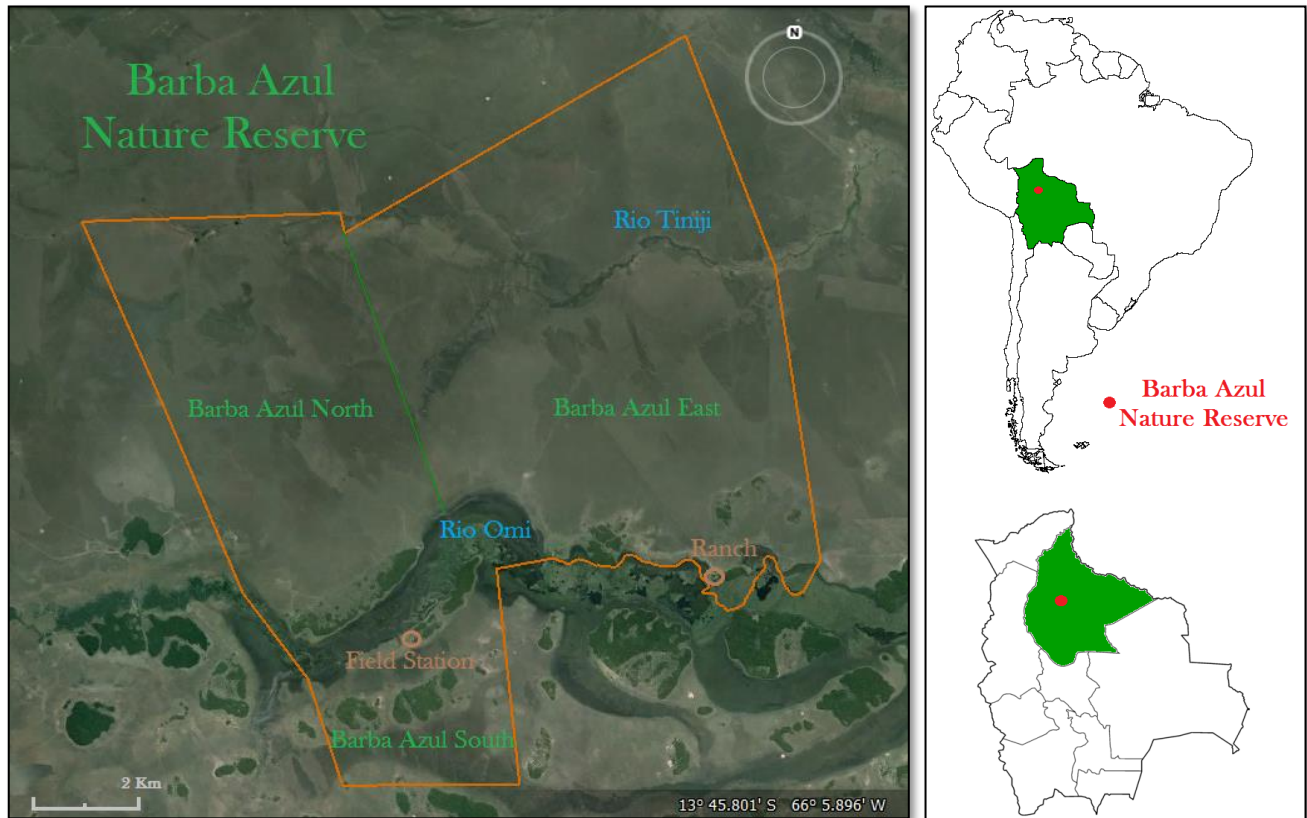 Barba Azul
Nature Reserve
N
Rio Tiniji
Barba Azul North
Barba Azul East
Rio Omi
Ranch
Field Station
Barba Azul South
2 Km
13° 45.801' S   66° 5.896' W
Barba Azul
Nature Reserve